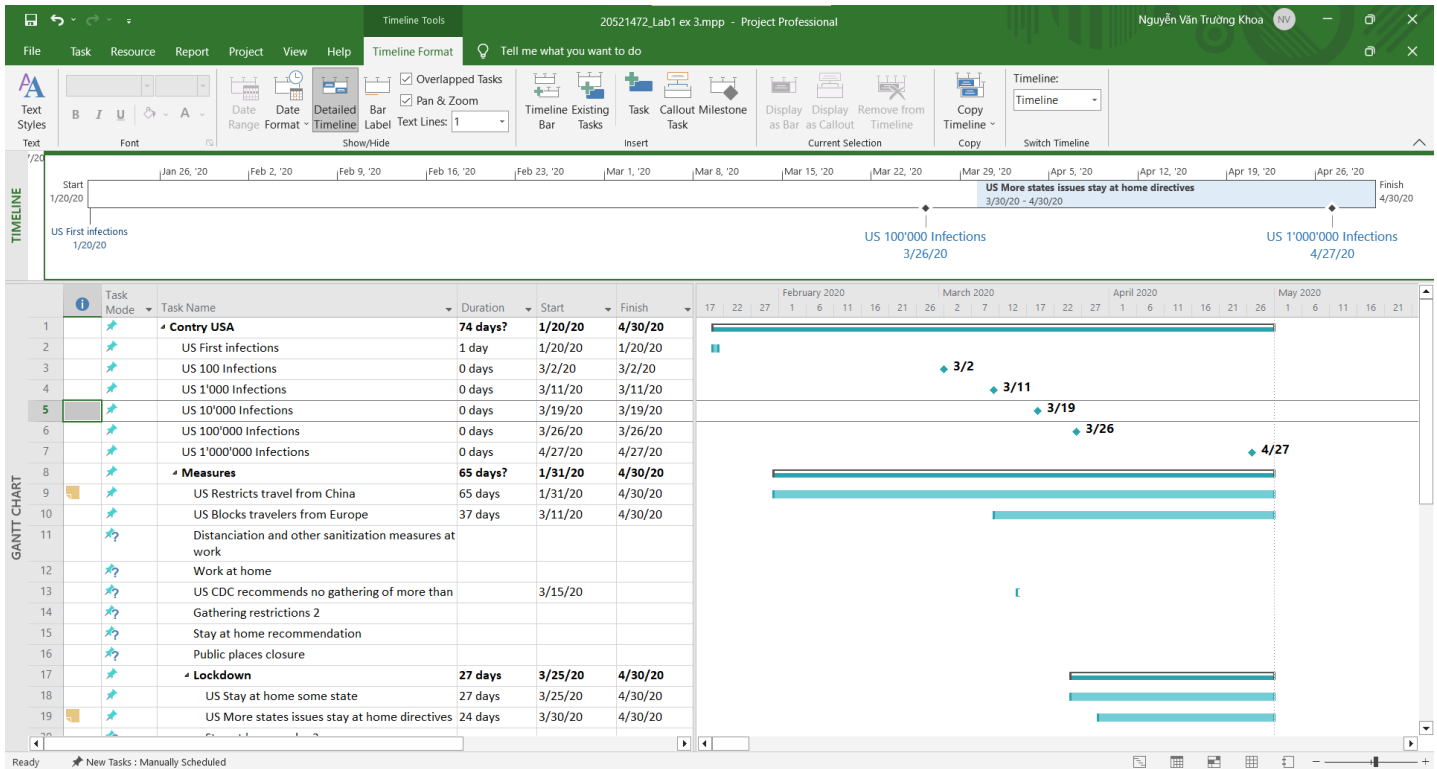 Timeline Tools
20521472_Lab1 ex 3.mpp - Project Professional
Nguyễn Văn Trường Khoa NV
File Task Resource Report Project View Help Timeline Format Tell me what you want to do
Text Styles
Text
B I U A
Font
Date Range
Date Format
Detailed Timeline
Bar Label
Overlapped Tasks
Pan & Zoom
Text Lines: 1
Show/Hide
Timeline Bar
Existing Tasks
Task
Callout Task
Milestone
Insert
Display as Bar
Display as Callout
Remove from Timeline
Current Selection
Copy Timeline
Copy
Timeline:
Timeline
Switch Timeline
TIMELINE
Jan 26, '20 Feb 2, '20 Feb 9, '20 Feb 16, '20 Feb 23, '20 Mar 1, '20 Mar 8, '20 Mar 15, '20 Mar 22, '20 Mar 29, '20 Apr 5, '20 Apr 12, '20 Apr 19, '20 Apr 26, '20
Start
1/20/20
US More states issues stay at home directives
3/30/20 - 4/30/20
Finish
4/30/20
US First infections
1/20/20
US 100'000 Infections
3/26/20
US 1'000'000 Infections
4/27/20
GANTT CHART
Task Mode Task Name Duration Start Finish
February 2020 March 2020 April 2020 May 2020
17 22 27 1 6 11 16 21 26 2 7 12 17 22 27 1 6 11 16 21 26 1 6 11 16 21
1 Contry USA 74 days? 1/20/20 4/30/20
2 US First infections 1 day 1/20/20 1/20/20
3 US 100 Infections 0 days 3/2/20 3/2/20 3/2
4 US 1'000 Infections 0 days 3/11/20 3/11/20 3/11
5 US 10'000 Infections 0 days 3/19/20 3/19/20 3/19
6 US 100'000 Infections 0 days 3/26/20 3/26/20 3/26
7 US 1'000'000 Infections 0 days 4/27/20 4/27/20 4/27
8 Measures 65 days? 1/31/20 4/30/20
9 US Restricts travel from China 65 days 1/31/20 4/30/20
10 US Blocks travelers from Europe 37 days 3/11/20 4/30/20
11 Distanciation and other sanitization measures at
work
12 Work at home
13 US CDC recommends no gathering of more than 3/15/20
14 Gathering restrictions 2
15 Stay at home recommendation
16 Public places closure
17 Lockdown 27 days 3/25/20 4/30/20
18 US Stay at home some state 27 days 3/25/20 4/30/20
19 US More states issues stay at home directives 24 days 3/30/20 4/30/20
Ready New Tasks : Manually Scheduled